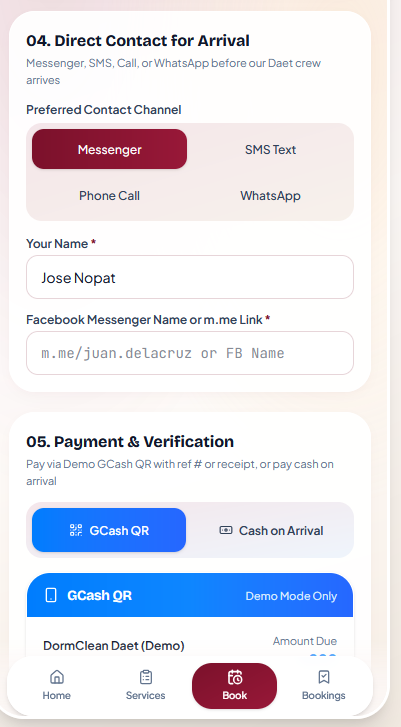 04. Direct Contact for Arrival
Messenger, SMS, Call, or WhatsApp before our Daet crew
arrives
Preferred Contact Channel
Messenger
SMS Text
Phone Call
WhatsApp
Your Name *
Jose Nopat
Facebook Messenger Name or m.me Link *
m.me/juan.delacruz or FB Name
05. Payment & Verification
Pay via Demo GCash QR with ref # or receipt, or pay cash on
arrival
GCash QR
Cash on Arrival
GCash QR
Demo Mode Only
DormClean Daet (Demo)
Amount Due
Home
Services
Book
Bookings